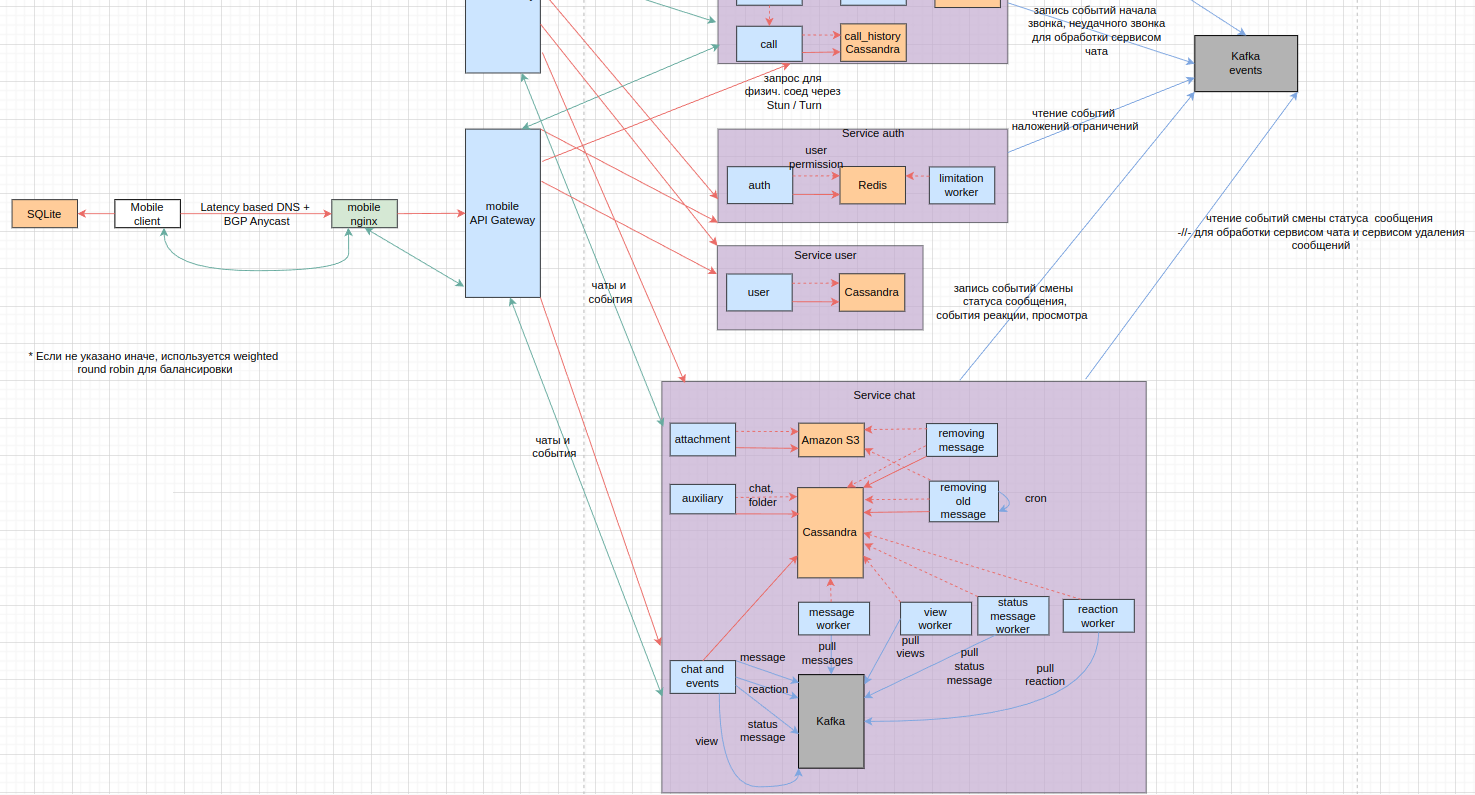 запись событий начала
звонка, неудачного звонка
для обработки сервисом
чата
Kafka
events
call
call_history
Cassandra
запрос для
физич. соед через
Stun / Turn
чтение событий
наложений ограничений
Service auth
user
permission
auth
Redis
limitation
worker
SQLite
Mobile
client
Latency based DNS +
BGP Anycast
mobile
nginx
mobile
API Gateway
чтение событий смены статуса  сообщения
-//- для обработки сервисом чата и сервисом удаления
сообщений
Service user
user
Cassandra
чаты и
события
запись событий смены
статуса сообщения,
события реакции, просмотра
* Если не указано иначе, используется weighted
round robin для балансировки
Service chat
attachment
Amazon S3
removing
message
чаты и
события
auxiliary
chat,
folder
removing
old
message
cron
Cassandra
message
worker
view
worker
status
message
worker
reaction
worker
pull
messages
pull
views
pull
status
message
pull
reaction
chat and
events
message
reaction
status
message
view
Kafka